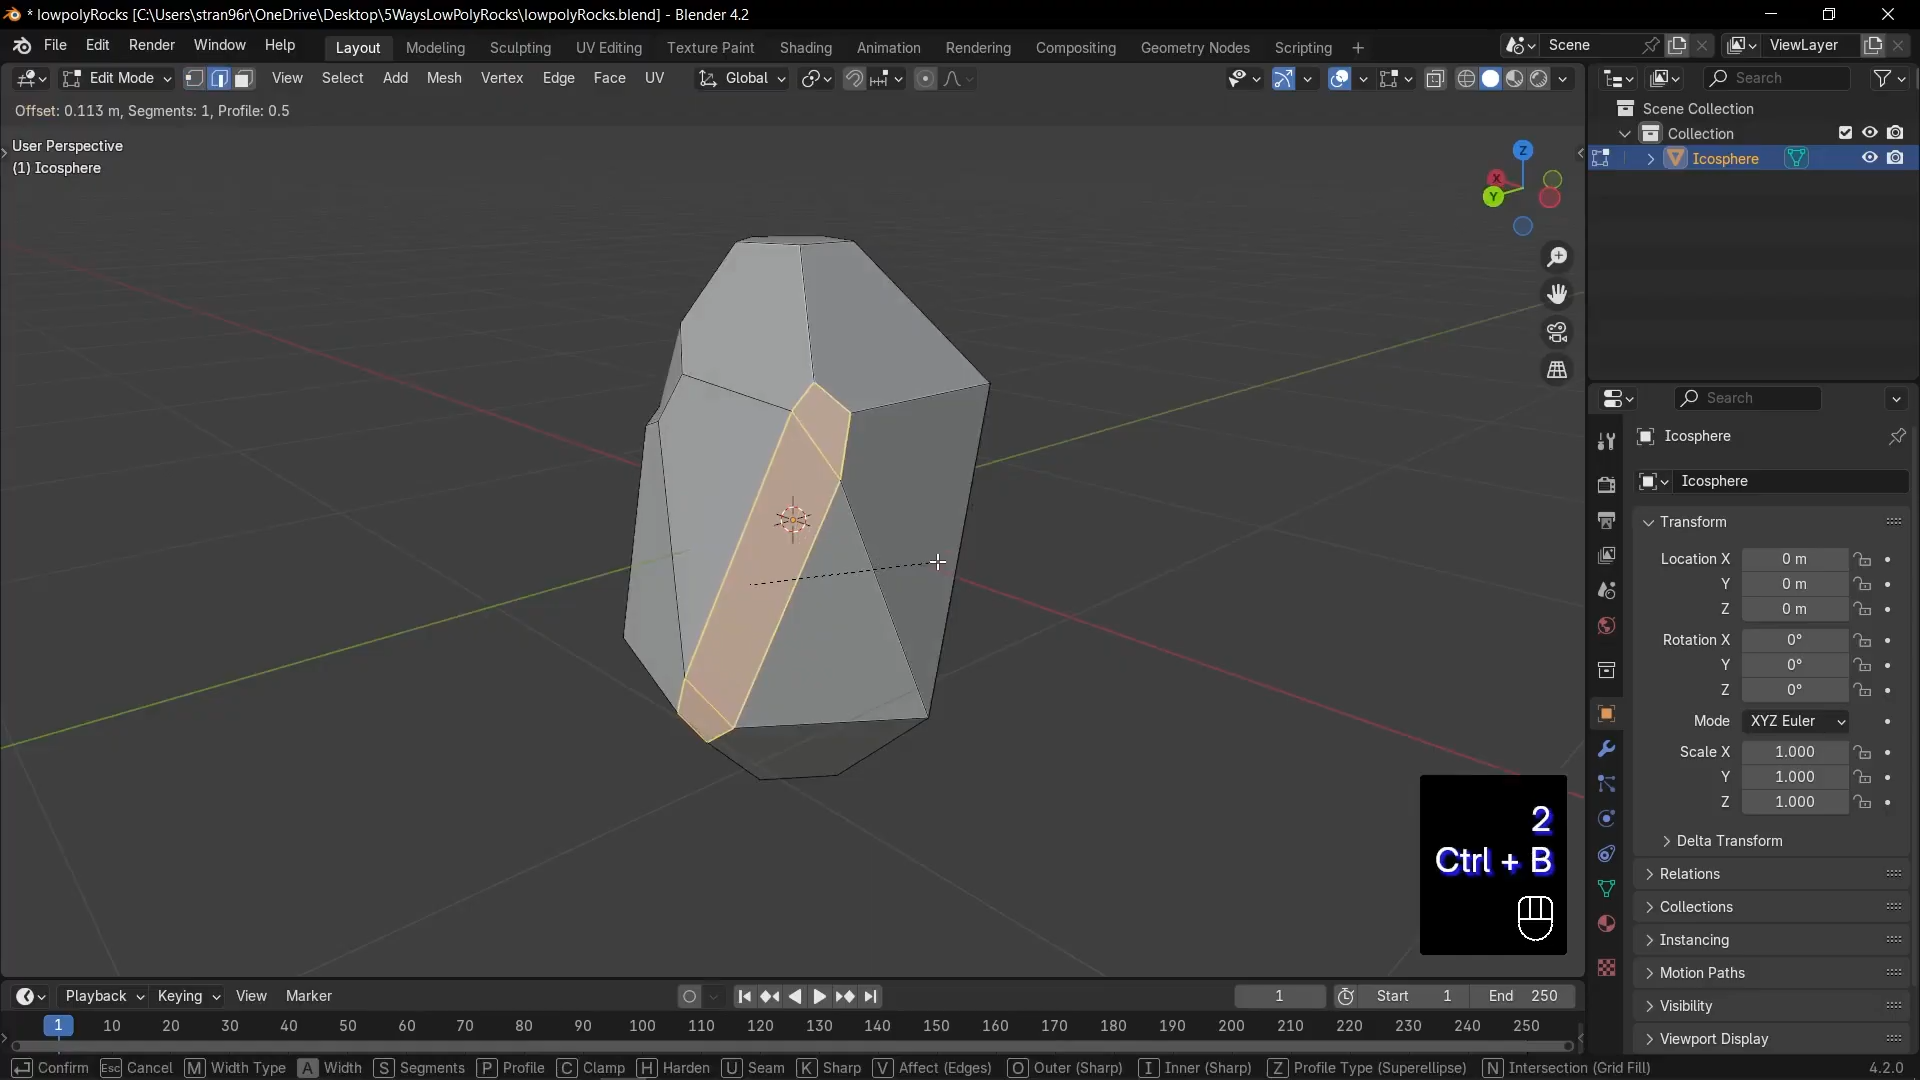 * lowpolyRocks [C:\Users\stran96r\OneDrive\Desktop\5WaysLowPolyRocks\lowpolyRocks.blend] - Blender 4.2
File Edit Render Window Help Layout Modeling Sculpting UV Editing Texture Paint Shading Animation Rendering Compositing Geometry Nodes Scripting + Scene ViewLayer
Edit Mode View Select Add Mesh Vertex Edge Face UV Global Search
Offset: 0.113 m, Segments: 1, Profile: 0.5
Scene Collection
Collection
Icosphere
User Perspective
(1) Icosphere
Z
X
Y
Search
Icosphere
Icosphere
Transform
Location X 0 m
Y 0 m
Z 0 m
Rotation X 0°
Y 0°
Z 0°
Mode XYZ Euler
Scale X 1.000
Y 1.000
Z 1.000
Delta Transform
Relations
Collections
Instancing
Motion Paths
Visibility
Viewport Display
2
Ctrl + B
Playback Keying View Marker 1 Start 1 End 250
1 10 20 30 40 50 60 70 80 90 100 110 120 130 140 150 160 170 180 190 200 210 220 230 240 250
Confirm Esc Cancel M Width Type A Width S Segments P Profile C Clamp H Harden U Seam K Sharp V Affect (Edges) O Outer (Sharp) I Inner (Sharp) Z Profile Type (Superellipse) N Intersection (Grid Fill) 4.2.0